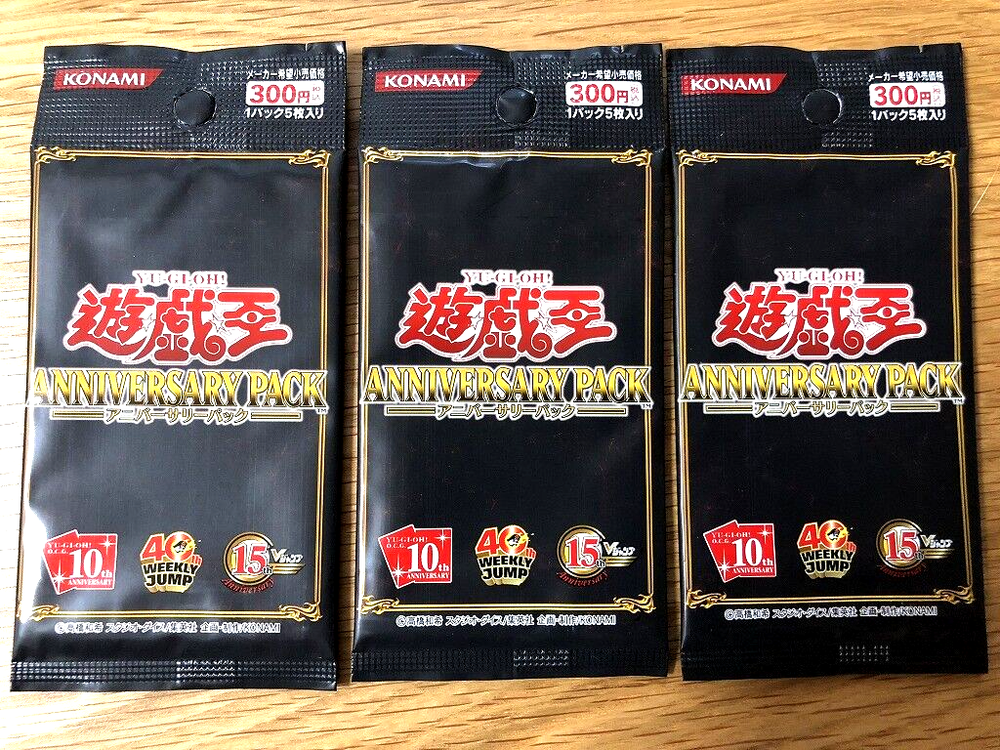 KONAMI
メーカー希望小売価格
300円
1パック5枚入り
YU-GI-OH!
遊戯王
ANNIVERSARY PACK™
アニバーサリーパック
YU-GI-OH!
O.C.G.
10th
ANNIVERSARY
40th
WEEKLY
JUMP
15th
Vジャンプ
Anniversary
©高橋和希 スタジオ・ダイス/集英社 企画・制作/KONAMI
KONAMI
メーカー希望小売価格
300円
1パック5枚入り
YU-GI-OH!
遊戯王
ANNIVERSARY PACK™
アニバーサリーパック
YU-GI-OH!
O.C.G.
10th
ANNIVERSARY
40th
WEEKLY
JUMP
15th
Vジャンプ
Anniversary
©高橋和希 スタジオ・ダイス/集英社 企画・制作/KONAMI
KONAMI
メーカー希望小売価格
300円
1パック5枚入り
YU-GI-OH!
遊戯王
ANNIVERSARY PACK™
アニバーサリーパック
YU-GI-OH!
O.C.G.
10th
ANNIVERSARY
40th
WEEKLY
JUMP
15th
Vジャンプ
Anniversary
©高橋和希 スタジオ・ダイス/集英社 企画・制作/KONAMI